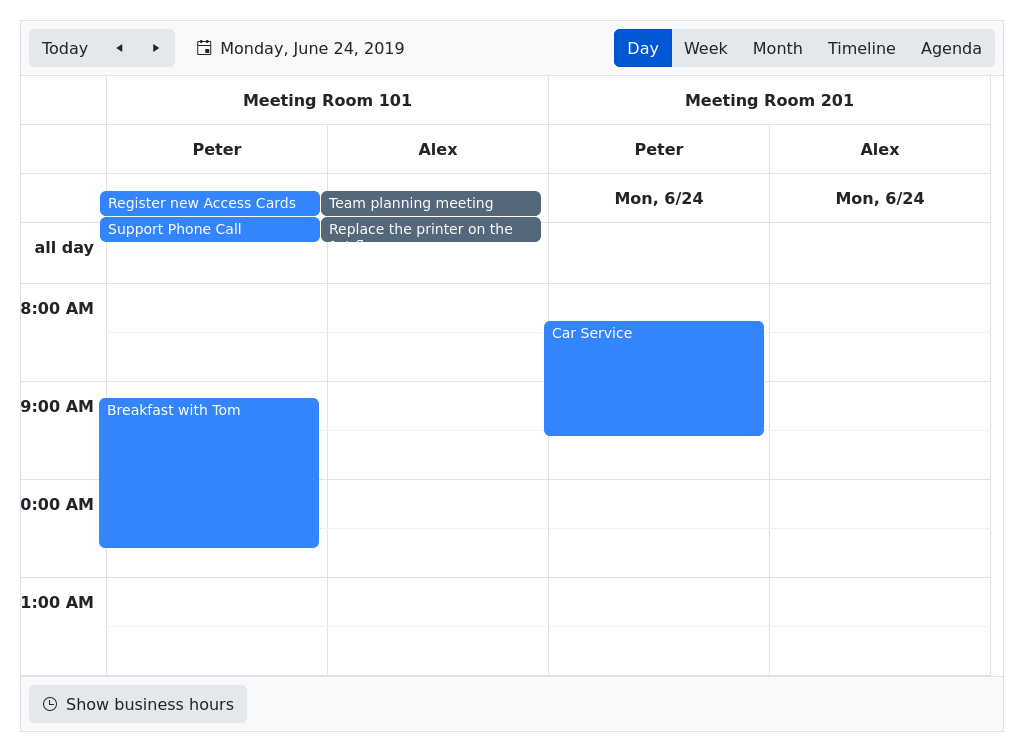 Today
Monday, June 24, 2019
Day Week Month Timeline Agenda
Meeting Room 101 Meeting Room 201
Peter Alex Peter Alex
Register new Access Cards Team planning meeting Mon, 6/24 Mon, 6/24
Support Phone Call Replace the printer on the
all day
8:00 AM
Car Service
9:00 AM
Breakfast with Tom
0:00 AM
1:00 AM
Show business hours